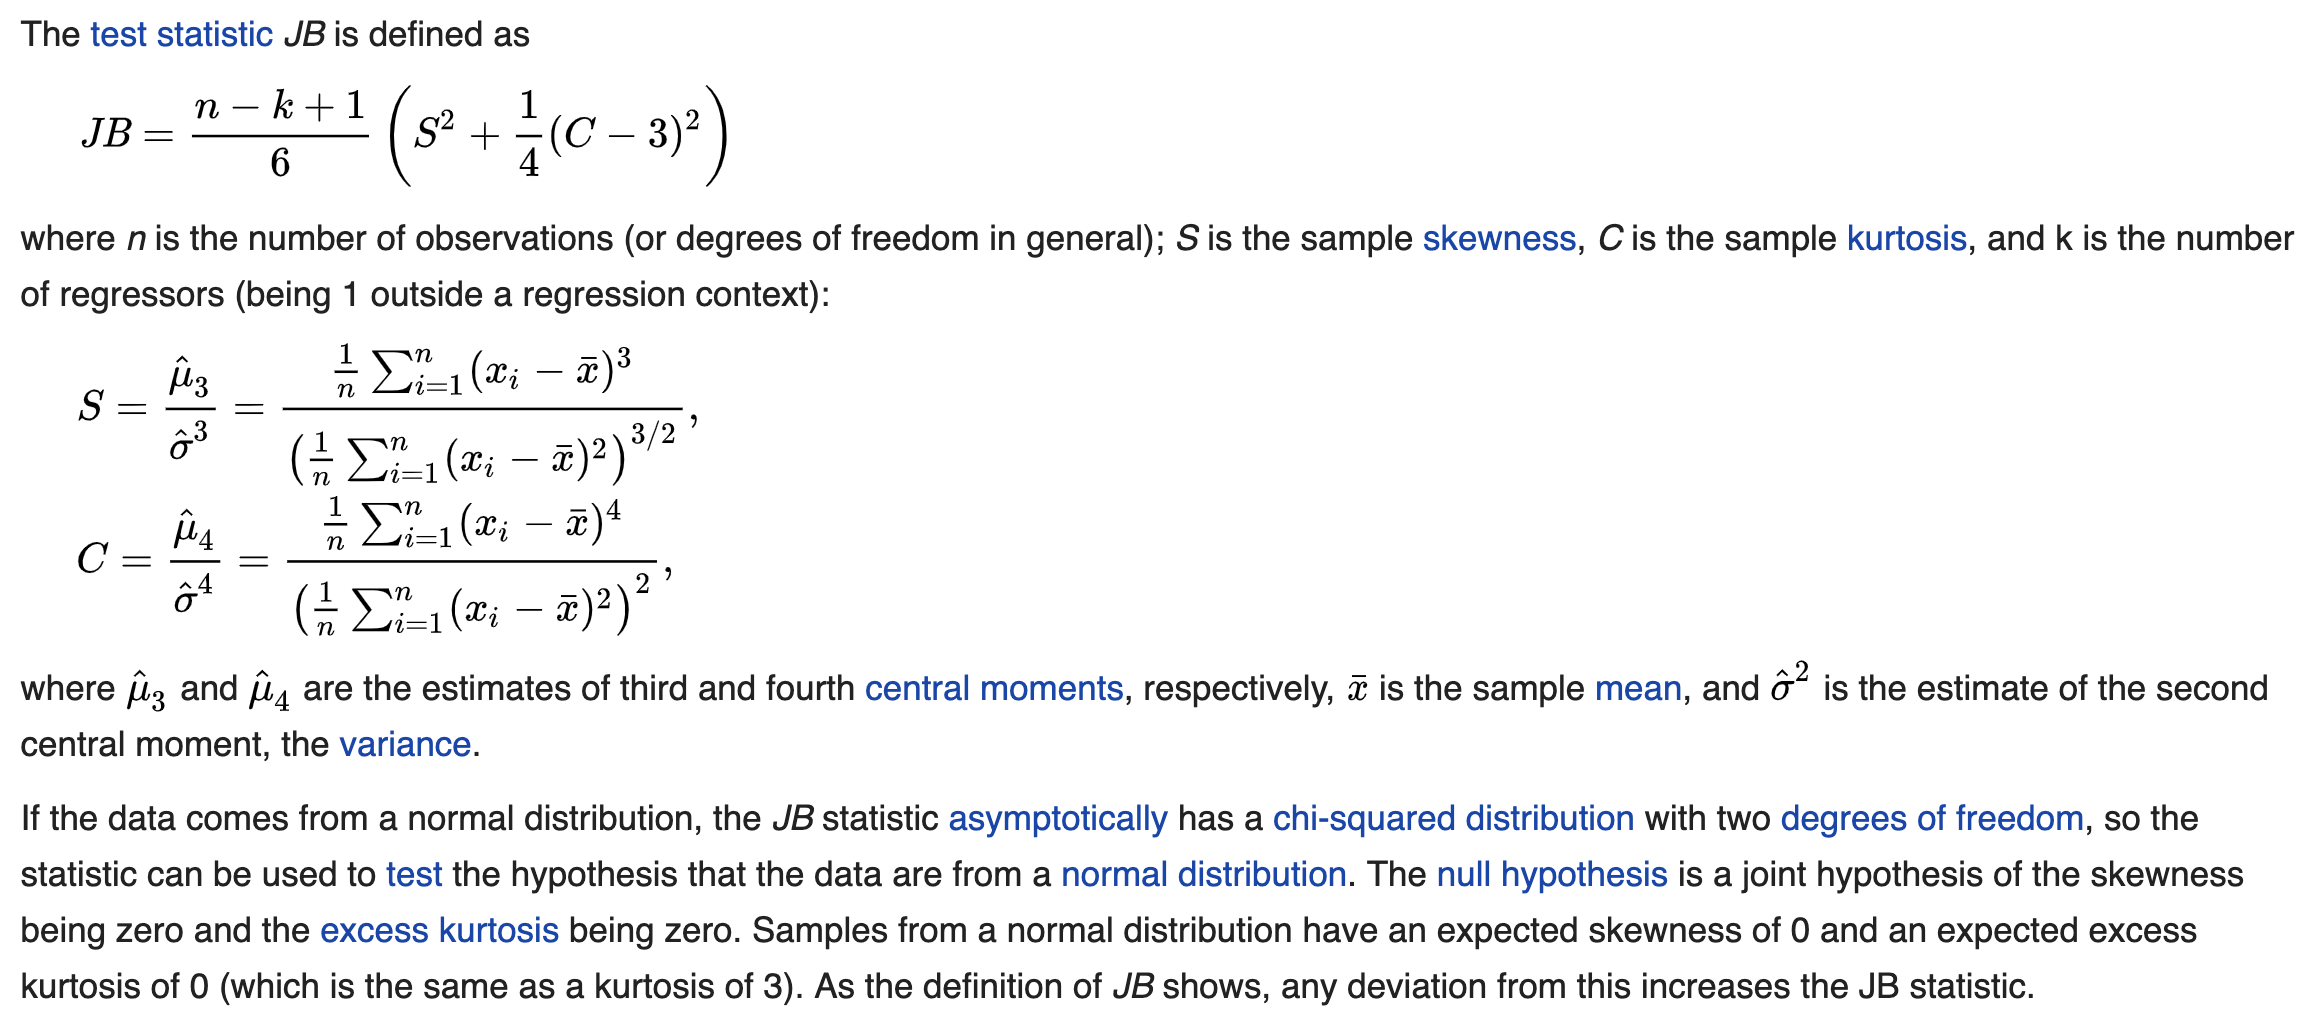 The test statistic JB is defined as
JB = \frac{n - k + 1}{6} \left( S^2 + \frac{1}{4}(C - 3)^2 \right)
where n is the number of observations (or degrees of freedom in general); S is the sample skewness, C is the sample kurtosis, and k is the number
of regressors (being 1 outside a regression context):
S = \frac{\hat{\mu}_3}{\hat{\sigma}^3} = \frac{\frac{1}{n} \sum_{i=1}^n (x_i - \bar{x})^3}{\left( \frac{1}{n} \sum_{i=1}^n (x_i - \bar{x})^2 \right)^{3/2}},
C = \frac{\hat{\mu}_4}{\hat{\sigma}^4} = \frac{\frac{1}{n} \sum_{i=1}^n (x_i - \bar{x})^4}{\left( \frac{1}{n} \sum_{i=1}^n (x_i - \bar{x})^2 \right)^2},
where \hat{\mu}_3 and \hat{\mu}_4 are the estimates of third and fourth central moments, respectively, \bar{x} is the sample mean, and \hat{\sigma}^2 is the estimate of the second
central moment, the variance.
If the data comes from a normal distribution, the JB statistic asymptotically has a chi-squared distribution with two degrees of freedom, so the
statistic can be used to test the hypothesis that the data are from a normal distribution. The null hypothesis is a joint hypothesis of the skewness
being zero and the excess kurtosis being zero. Samples from a normal distribution have an expected skewness of 0 and an expected excess
kurtosis of 0 (which is the same as a kurtosis of 3). As the definition of JB shows, any deviation from this increases the JB statistic.